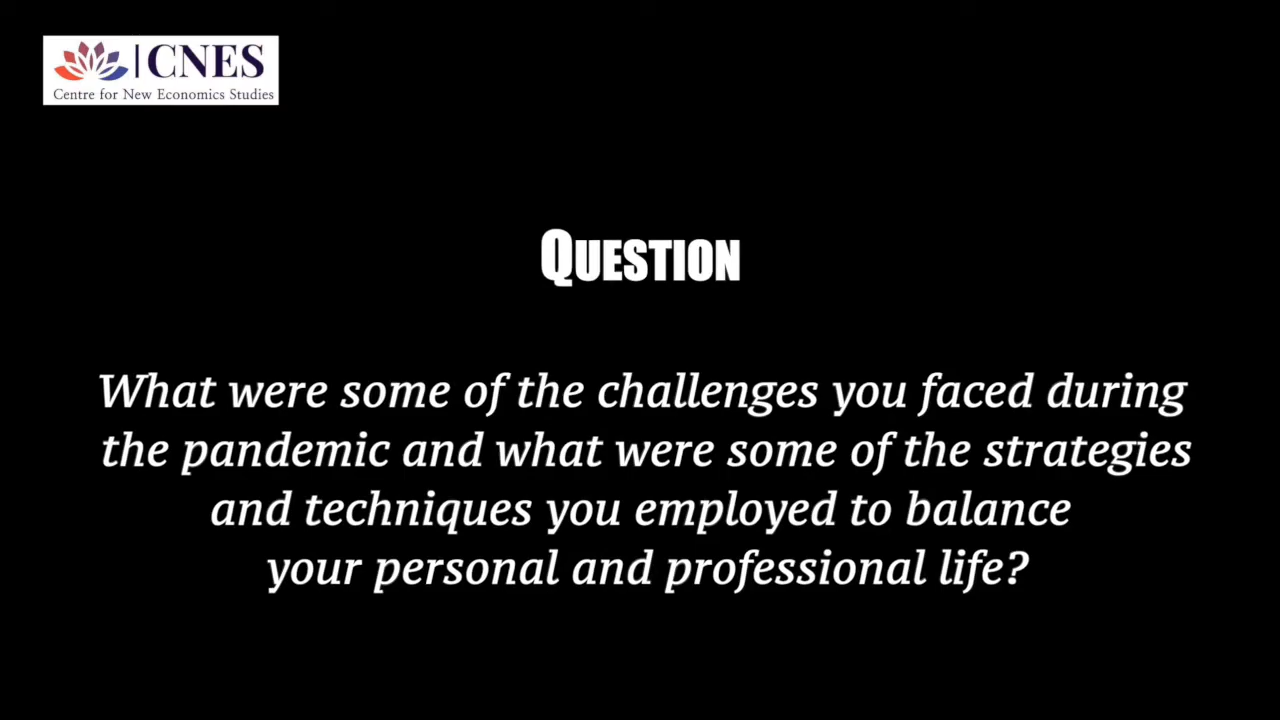 CNES
Centre for New Economics Studies
QUESTION
What were some of the challenges you faced during
the pandemic and what were some of the strategies
and techniques you employed to balance
your personal and professional life?